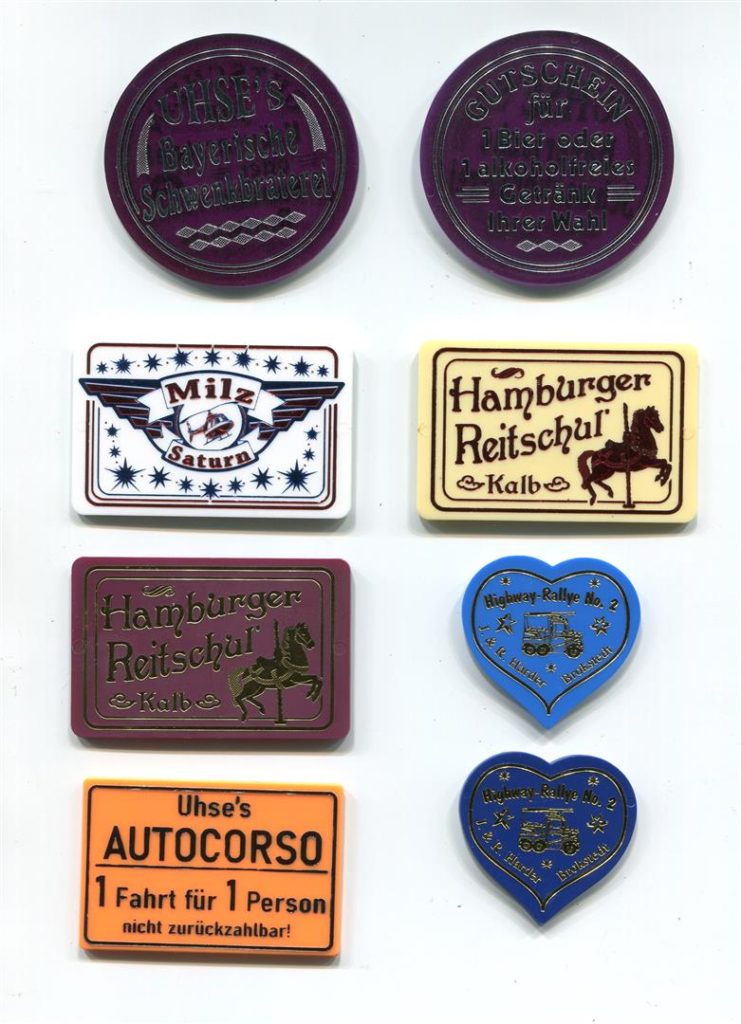 UHSE'S
Bayerische
Schwenkbraterei
GUTSCHEIN
für
1 Bier oder
1 alkoholfreies
Getränk
Ihrer Wahl
Milz
Saturn
Hamburger
Reitschul'
Kalb
Hamburger
Reitschul'
Kalb
Highway-Rallye No. 2
J. & R. Harder Brokstedt
Uhse's
AUTOCORSO
1 Fahrt für 1 Person
nicht zurückzahlbar!
Highway-Rallye No. 2
J. & R. Harder Brokstedt